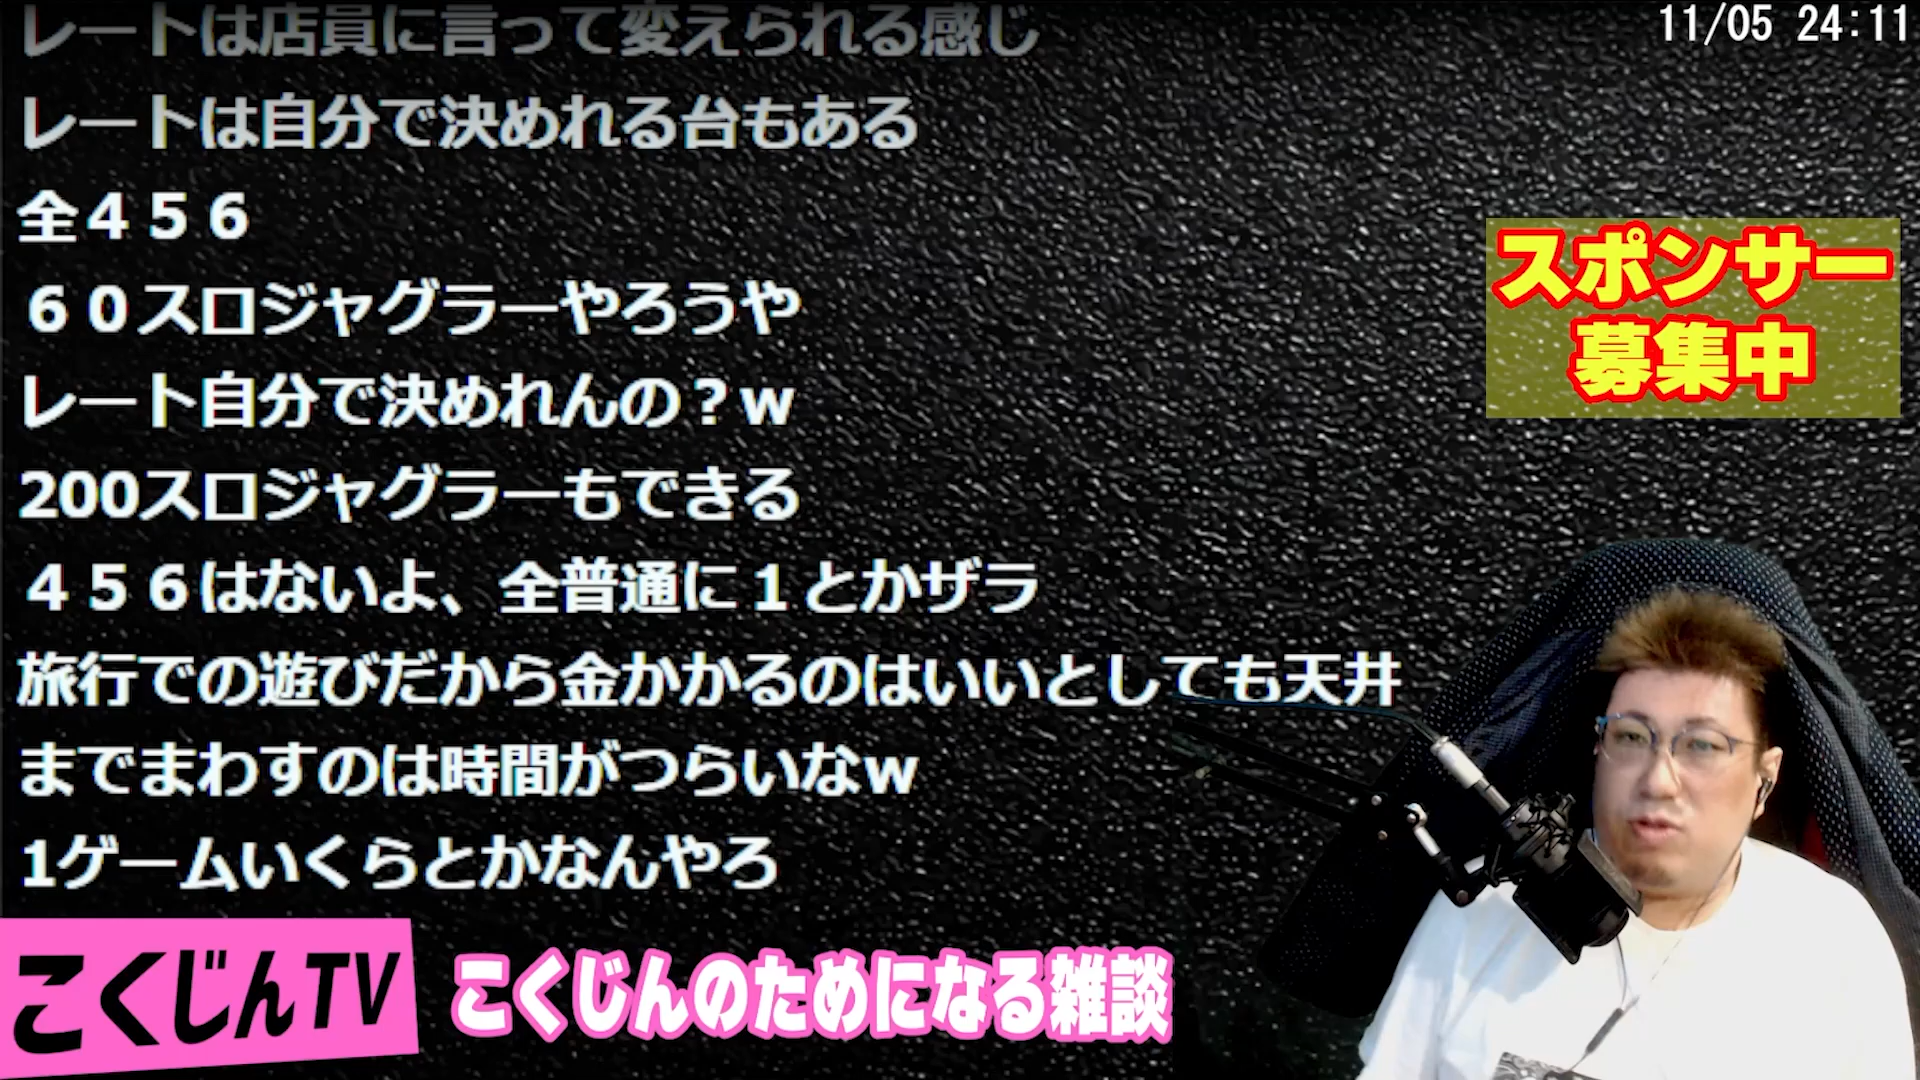 レートは店員に言って変えられる感じ
11/05 24:11
レートは自分で決めれる台もある
全４５６
６０スロジャグラーやろうや
レート自分で決めれんの？w
200スロジャグラーもできる
４５６はないよ、全普通に１とかザラ
旅行での遊びだから金かかるのはいいとしても天井
までまわすのは時間がつらいなw
1ゲームいくらとかなんやろ
スポンサー
募集中
こくじんTV
こくじんのためになる雑談